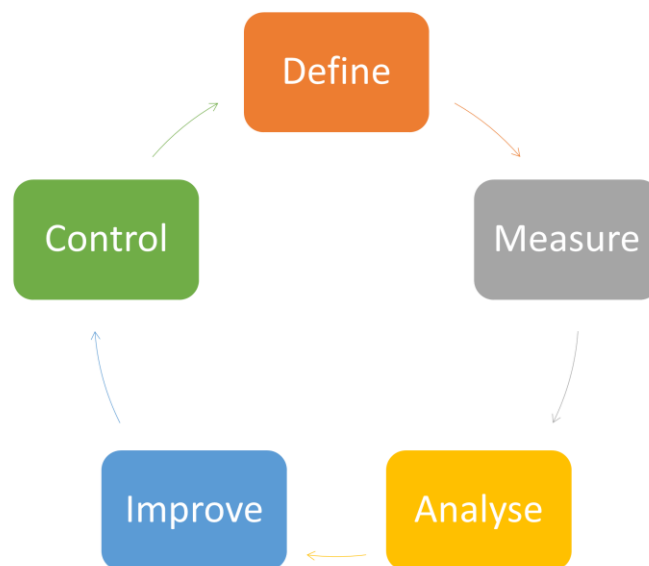 Define
Measure
Analyse
Improve
Control